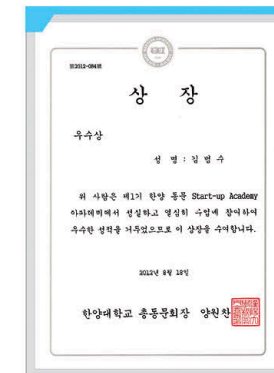 제2012-084호
상 장
우수상
성 명 : 김범수
위 사람은 제1기 한양 동문 Start-up Academy
아카데미에서 성실하고 열심히 수업에 참여하여
우수한 성적을 거두었으므로 이 상장을 수여합니다.
2012년 8월 18일
한양대학교 총동문회장 양원찬